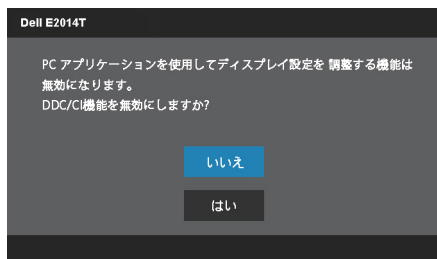 Dell E2014T
PC アプリケーションを使用してディスプレイ設定を 調整する機能は
無効になります。
DDC/CI機能を無効にしますか?
いいえ
はい